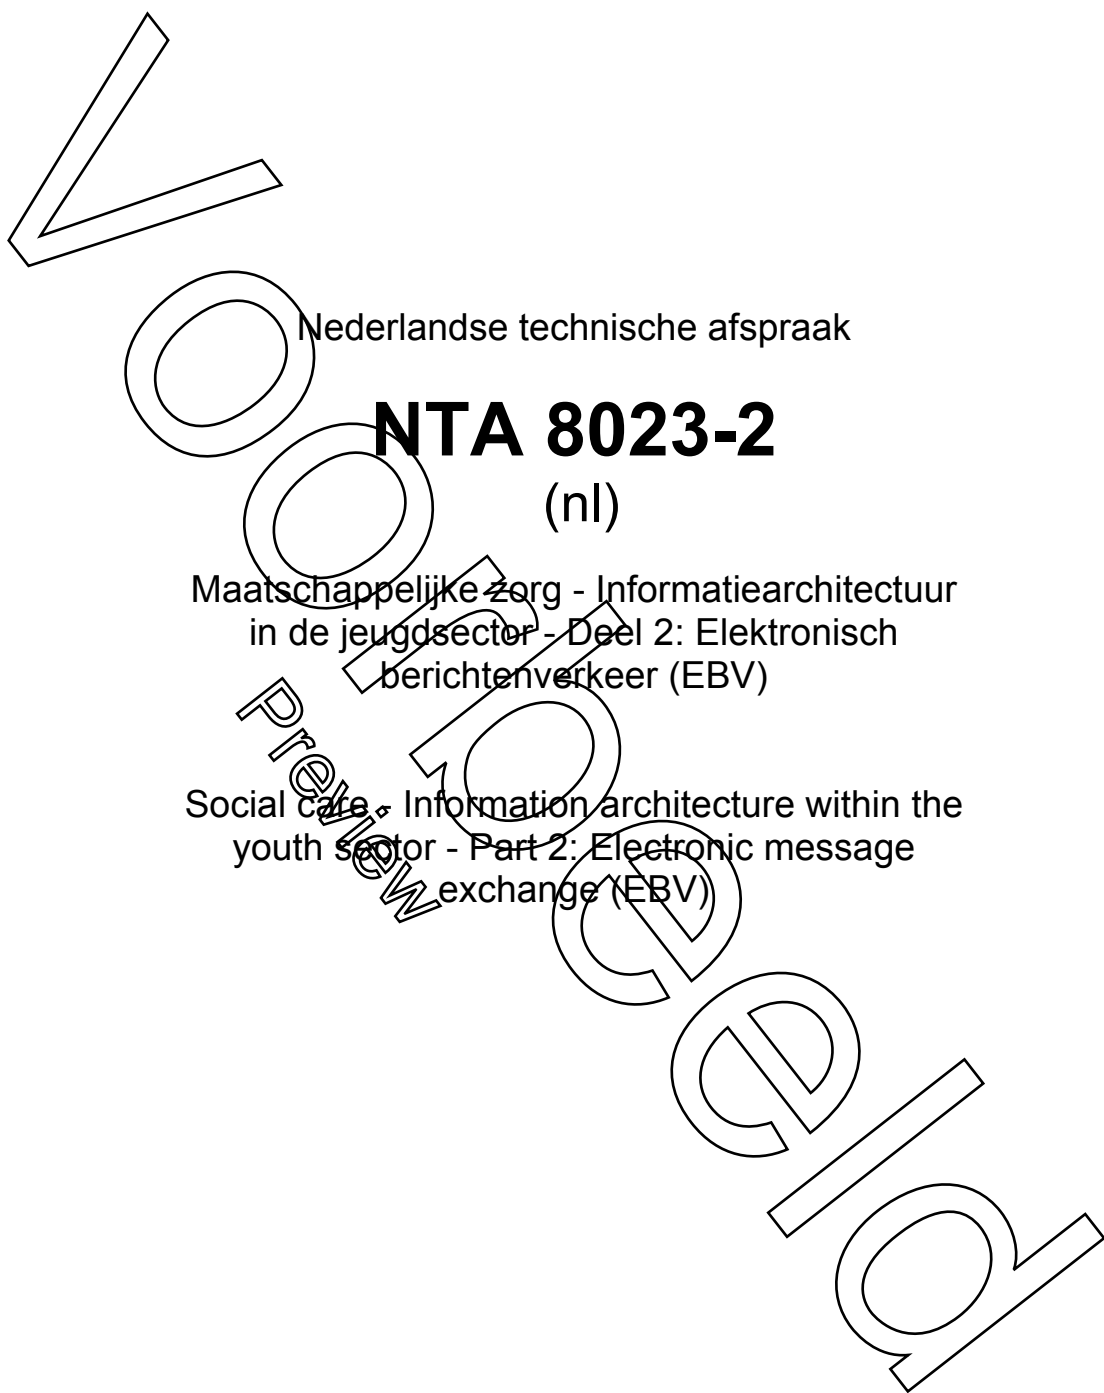 Nederlandse technische afspraak
NTA 8023-2
(nl)
Maatschappelijke zorg - Informatiearchitectuur
in de jeugdsector - Deel 2: Elektronisch
berichtenverkeer (EBV)
Social care - Information architecture within the
youth sector - Part 2: Electronic message
exchange (EBV)
Voorbeeld
Preview